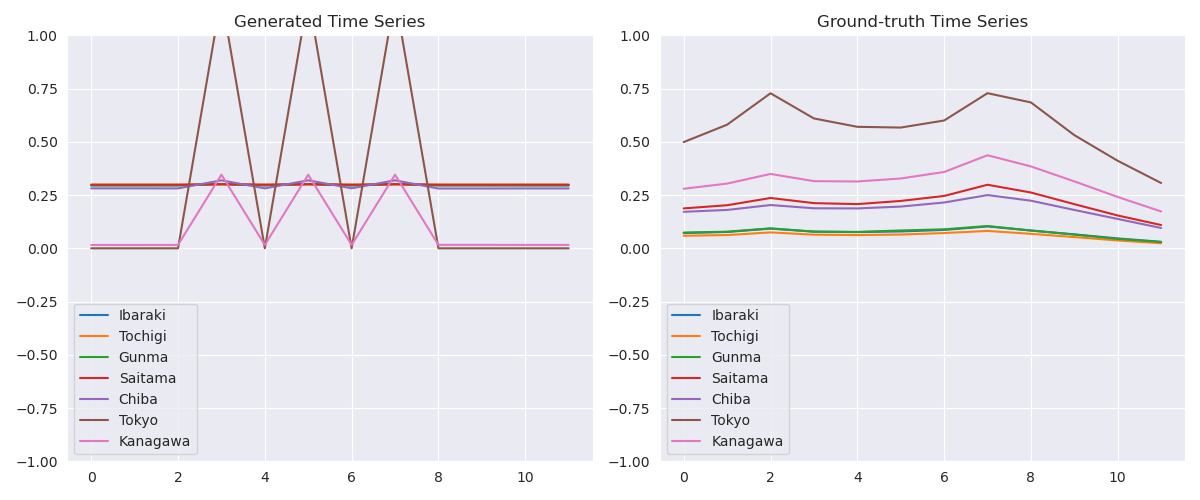 Generated Time Series
1.00
0.75
0.50
0.25
0.00
−0.25
−0.50
−0.75
−1.00
Ibaraki
Tochigi
Gunma
Saitama
Chiba
Tokyo
Kanagawa
0 2 4 6 8 10
Ground-truth Time Series
1.00
0.75
0.50
0.25
0.00
−0.25
−0.50
−0.75
−1.00
Ibaraki
Tochigi
Gunma
Saitama
Chiba
Tokyo
Kanagawa
0 2 4 6 8 10